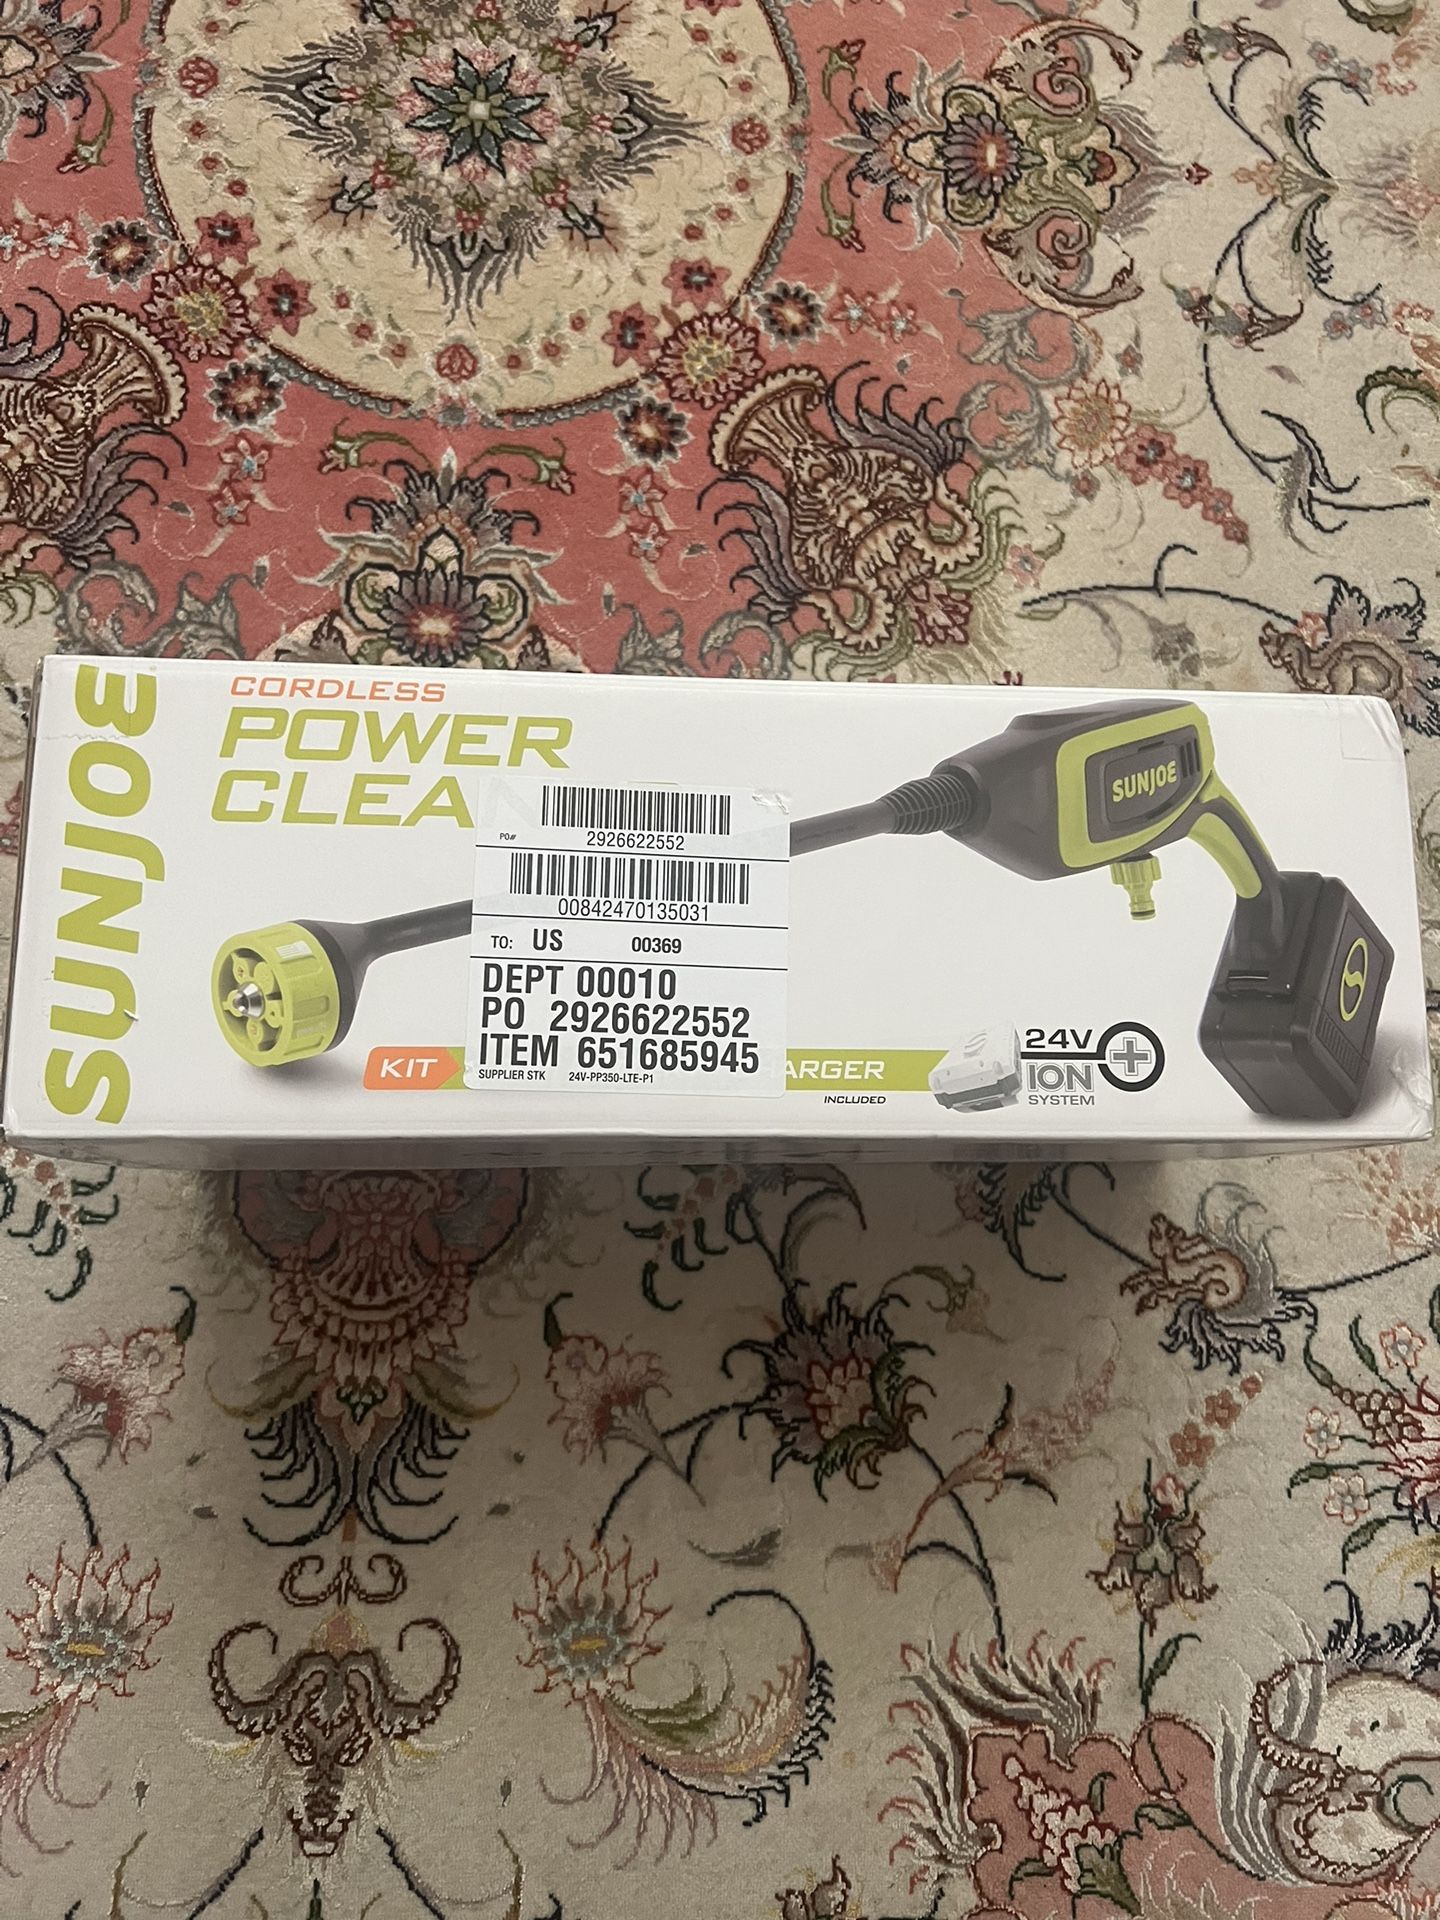 SUNJOE
CORDLESS
POWER
CLEA
SUNJOE
PO#
2926622552
00842470135031
TO: US 00369
DEPT 00010
PO 2926622552
ITEM 651685945
SUPPLIER STK 24V-PP350-LTE-P1
KIT
ARGER
INCLUDED
24V
ION
SYSTEM